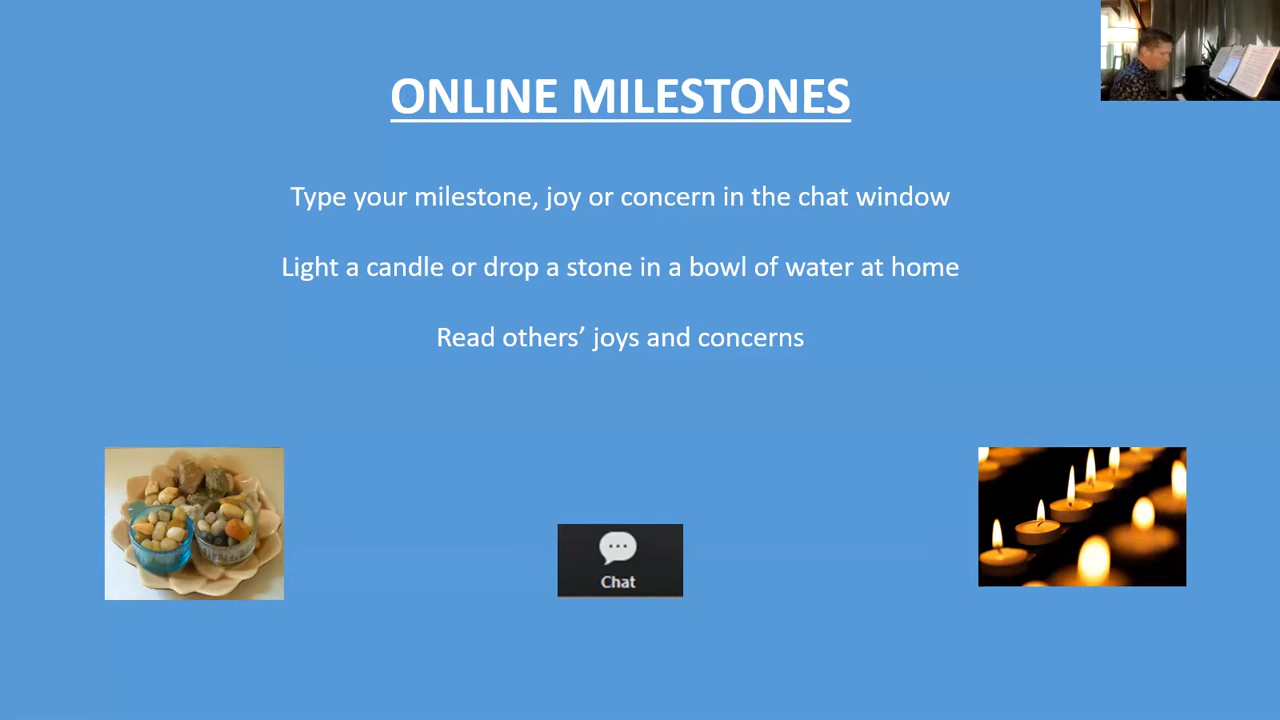 ONLINE MILESTONES
Type your milestone, joy or concern in the chat window
Light a candle or drop a stone in a bowl of water at home
Read others’ joys and concerns
Chat